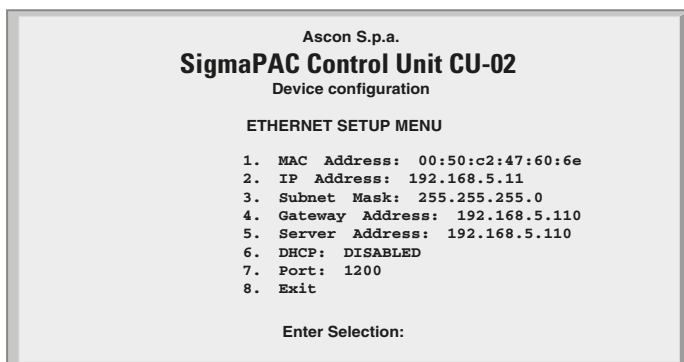 Ascon S.p.a.
SigmaPAC Control Unit CU-02
Device configuration
ETHERNET SETUP MENU
1. MAC Address: 00:50:c2:47:60:6e
2. IP Address: 192.168.5.11
3. Subnet Mask: 255.255.255.0
4. Gateway Address: 192.168.5.110
5. Server Address: 192.168.5.110
6. DHCP: DISABLED
7. Port: 1200
8. Exit
Enter Selection: